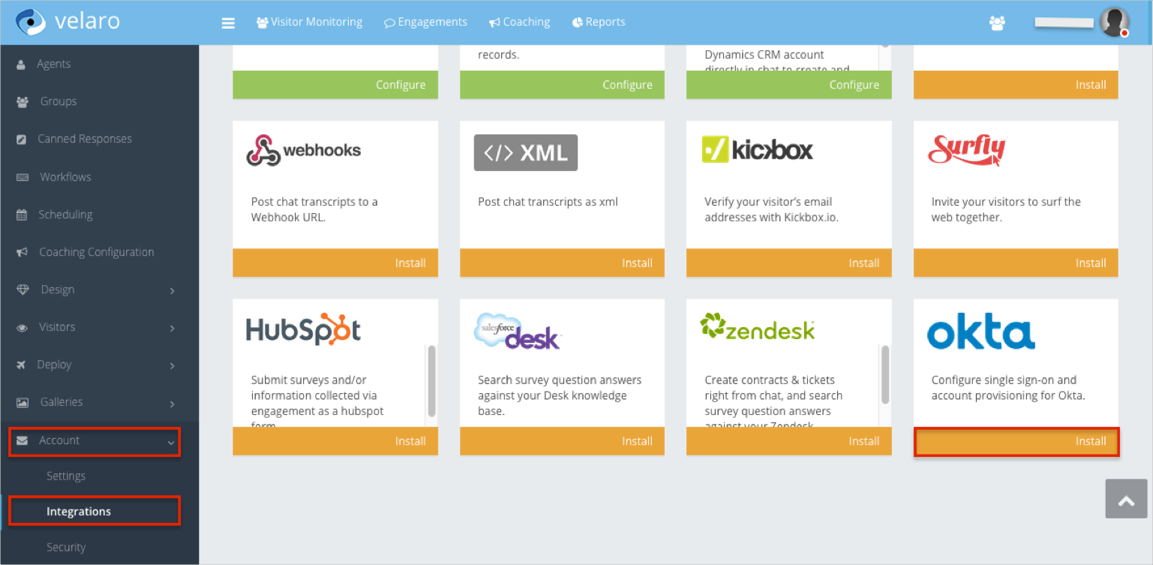 velaro
Visitor Monitoring
Engagements
Coaching
Reports
Agents
Groups
Canned Responses
Workflows
Scheduling
Coaching Configuration
Design
Visitors
Deploy
Galleries
Account
Settings
Integrations
Security
records.
Dynamics CRM account
directly in chat to create and
Configure
Configure
Configure
Install
webhooks
Post chat transcripts to a
Webhook URL.
Install
</> XML
Post chat transcripts as xml
Install
kickbox
Verify your visitor's email
addresses with Kickbox.io.
Install
Surfly
Invite your visitors to surf the
web together.
Install
HubSpot
Submit surveys and/or
information collected via
engagement as a hubspot
form
Install
salesforce
desk
Search survey question answers
against your Desk knowledge
base.
Install
zendesk
Create contracts & tickets
right from chat, and search
survey question answers
against your Zendesk
Install
okta
Configure single sign-on and
account provisioning for Okta.
Install